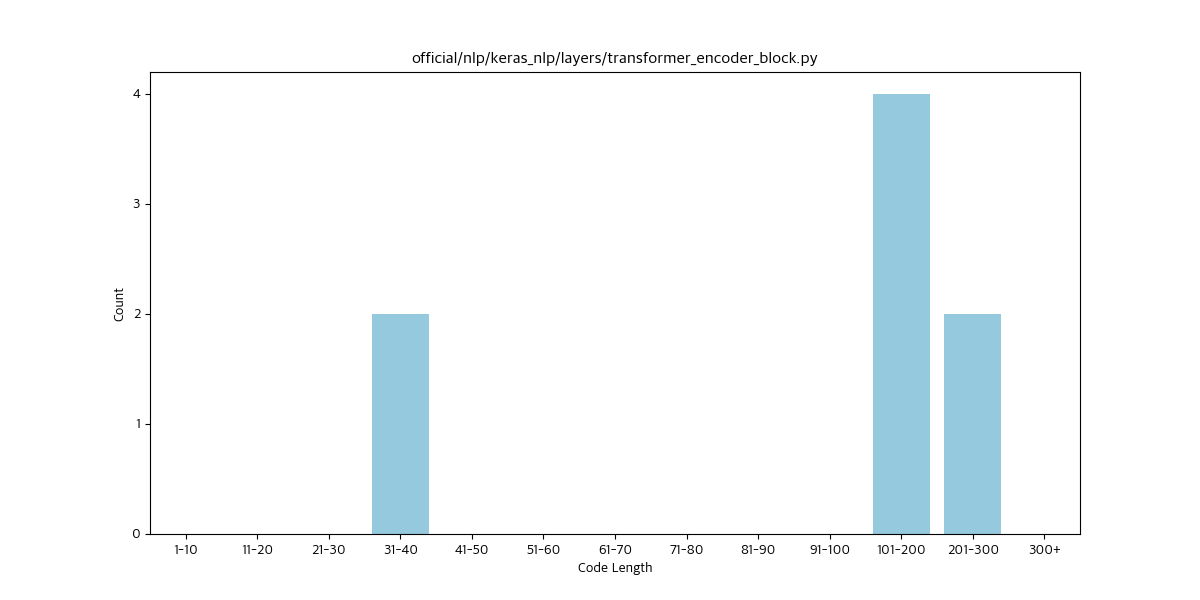 official/nlp/keras_nlp/layers/transformer_encoder_block.py
4
3
2
1
0
Count
1-10 11-20 21-30 31-40 41-50 51-60 61-70 71-80 81-90 91-100 101-200 201-300 300+
Code Length